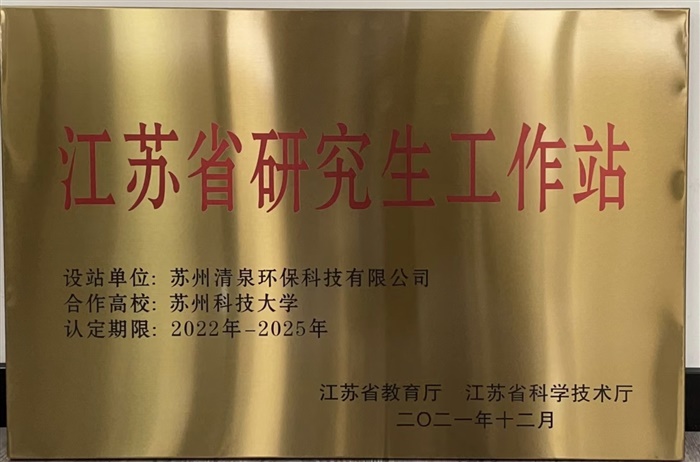 江苏省研究生工作站
设站单位: 苏州清泉环保科技有限公司
合作高校: 苏州科技大学
认定期限: 2022年-2025年
江苏省教育厅 江苏省科学技术厅
二〇二一年十二月